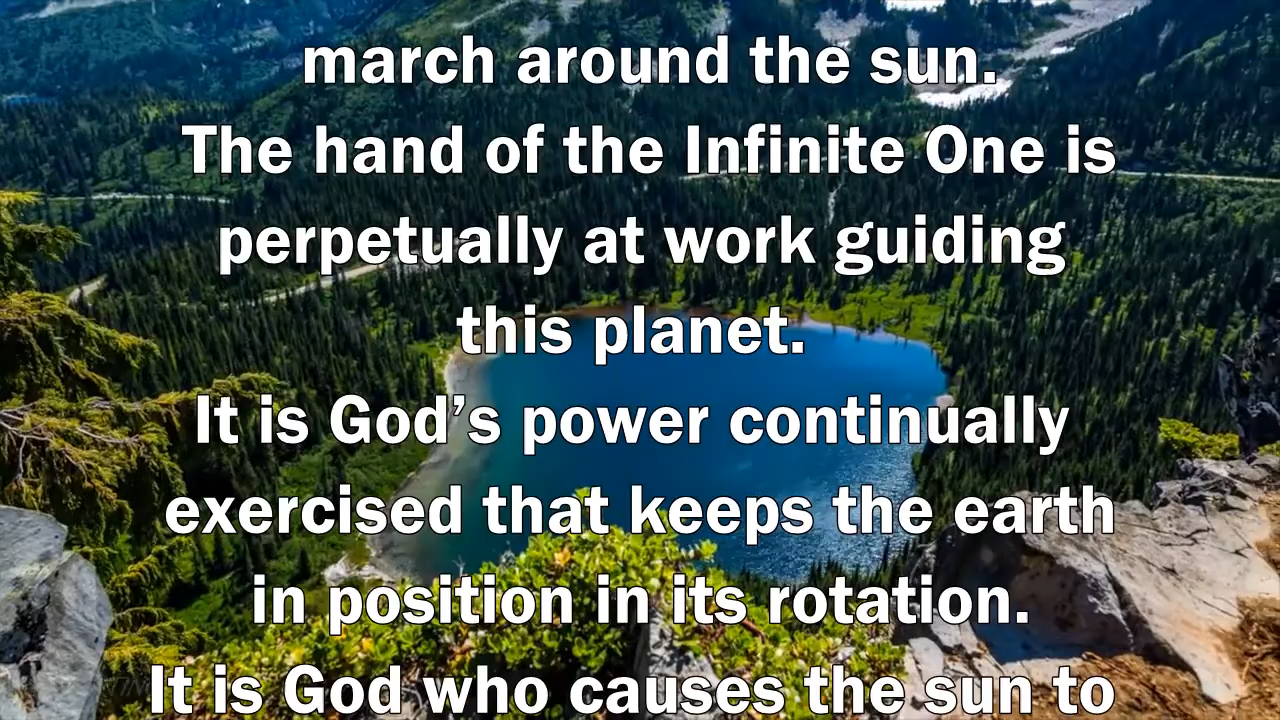 march around the sun.
The hand of the Infinite One is
perpetually at work guiding
this planet.
It is God’s power continually
exercised that keeps the earth
in position in its rotation.
It is God who causes the sun to